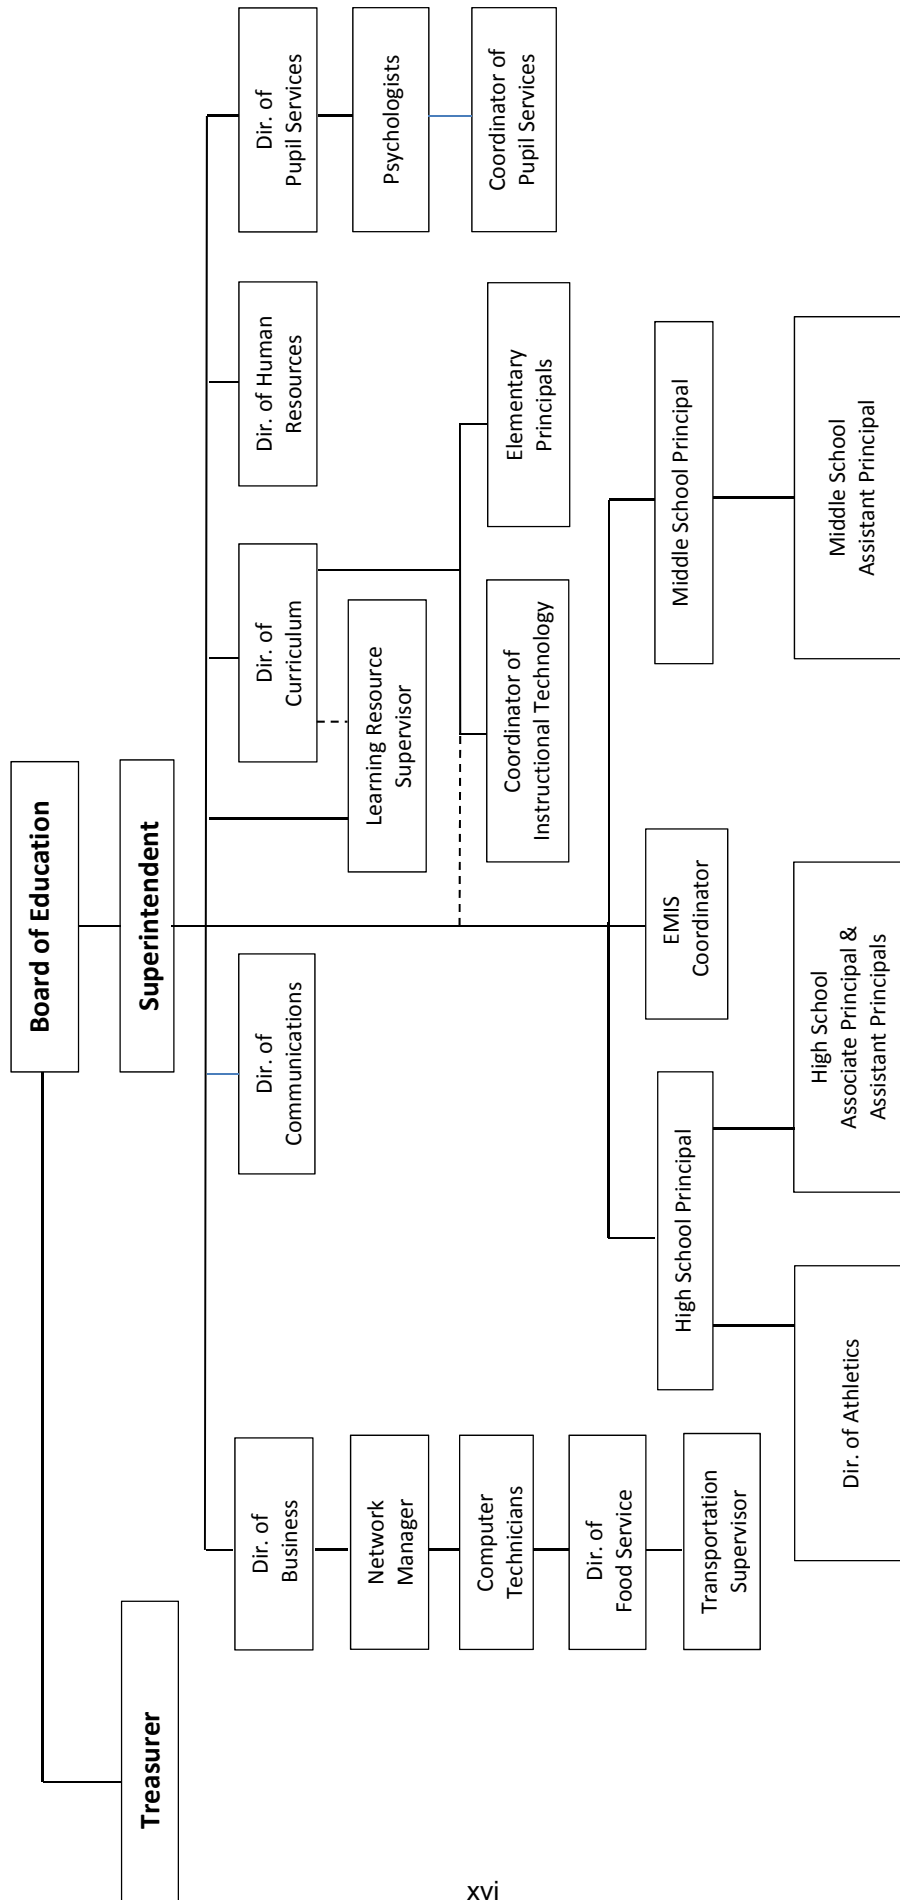 Board of Education
Treasurer
Superintendent
Dir. of
Business
Dir. of
Communications
Dir. of
Curriculum
Dir. of Human
Resources
Dir. of
Pupil Services
Network
Manager
Learning Resource
Supervisor
Psychologists
Computer
Technicians
Coordinator of
Instructional Technology
Elementary
Principals
Coordinator of
Pupil Services
Dir. of
Food Service
Transportation
Supervisor
High School Principal
EMIS
Coordinator
Middle School Principal
Dir. of Athletics
High School
Associate Principal &
Assistant Principals
Middle School
Assistant Principal
xvi